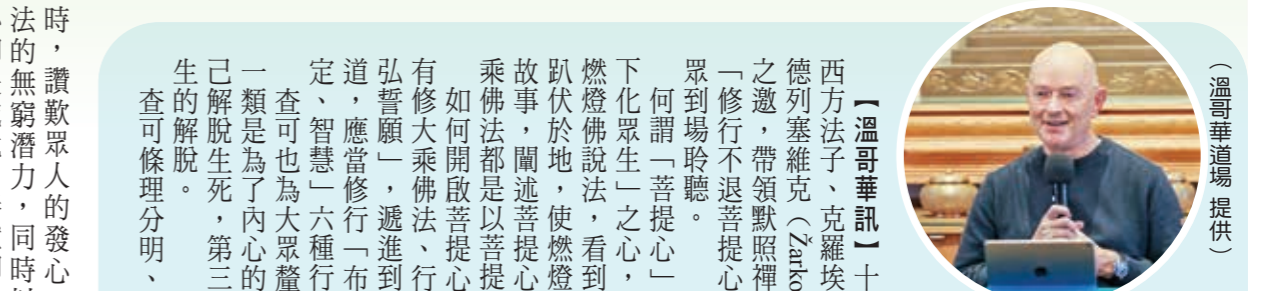 （溫哥華道場 提供）
【溫哥華訊】十
西方法子、克羅埃
德列塞維克（Žarko
之邀，帶領默照禪
「修行不退菩提心
眾到場聆聽。
何謂「菩提心」
下化眾生」之心，
燃燈佛說法，看到
趴伏於地，使燃燈
故事，闡述菩提心
乘佛法都是以菩提
如何開啟菩提心
有修大乘佛法、行
弘誓願」，遞進到
道，應當修行「布
定、智慧」六種行
查可也為大眾釐
一類是為了內心的
己解脫生死，第三
生的解脫。
查可條理分明、
時，讚歎眾人的發心
法的無窮潛力，同時